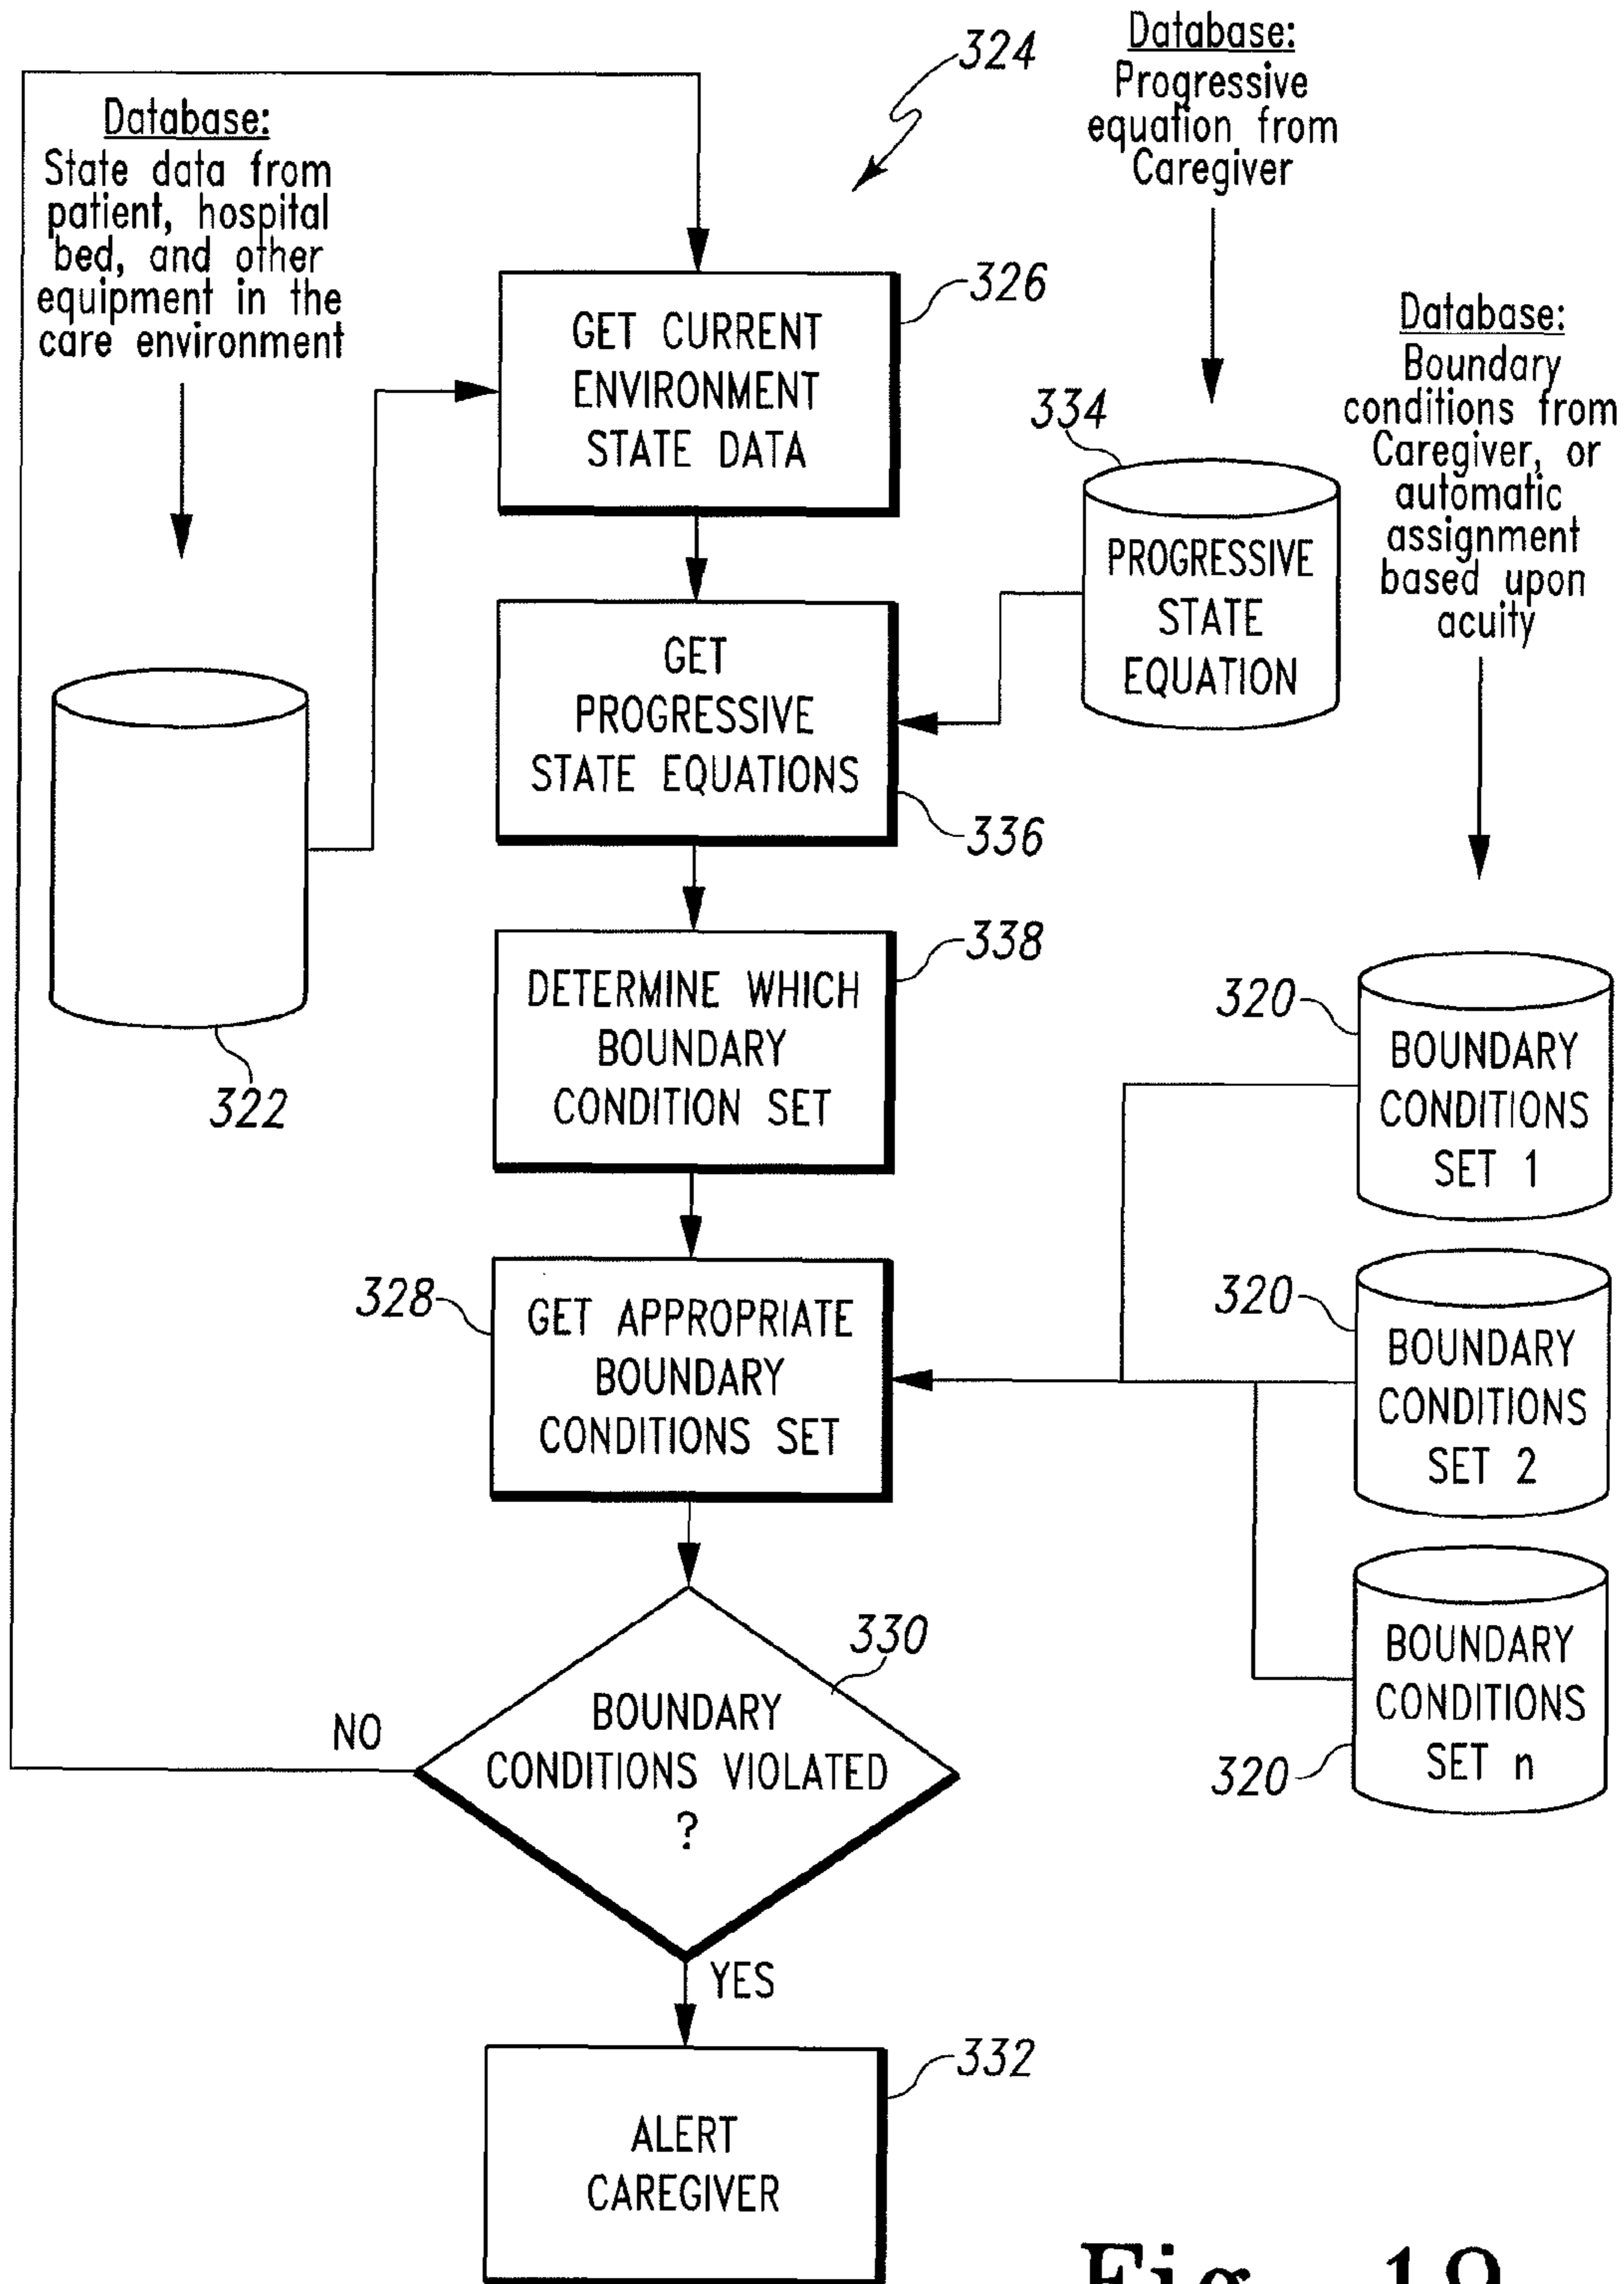 324
Database:
Progressive
equation from
Caregiver
Database:
State data from
patient, hospital
bed, and other
equipment in the
care environment
326
GET CURRENT
ENVIRONMENT
STATE DATA
Database:
Boundary
conditions from
Caregiver, or
automatic
assignment
based upon
acuity
334
PROGRESSIVE
STATE
EQUATION
GET
PROGRESSIVE
STATE EQUATIONS
336
322
338
DETERMINE WHICH
BOUNDARY
CONDITION SET
320
BOUNDARY
CONDITIONS
SET 1
328
GET APPROPRIATE
BOUNDARY
CONDITIONS SET
320
BOUNDARY
CONDITIONS
SET 2
330
BOUNDARY
CONDITIONS VIOLATED
?
NO
320
BOUNDARY
CONDITIONS
SET n
YES
332
ALERT
CAREGIVER